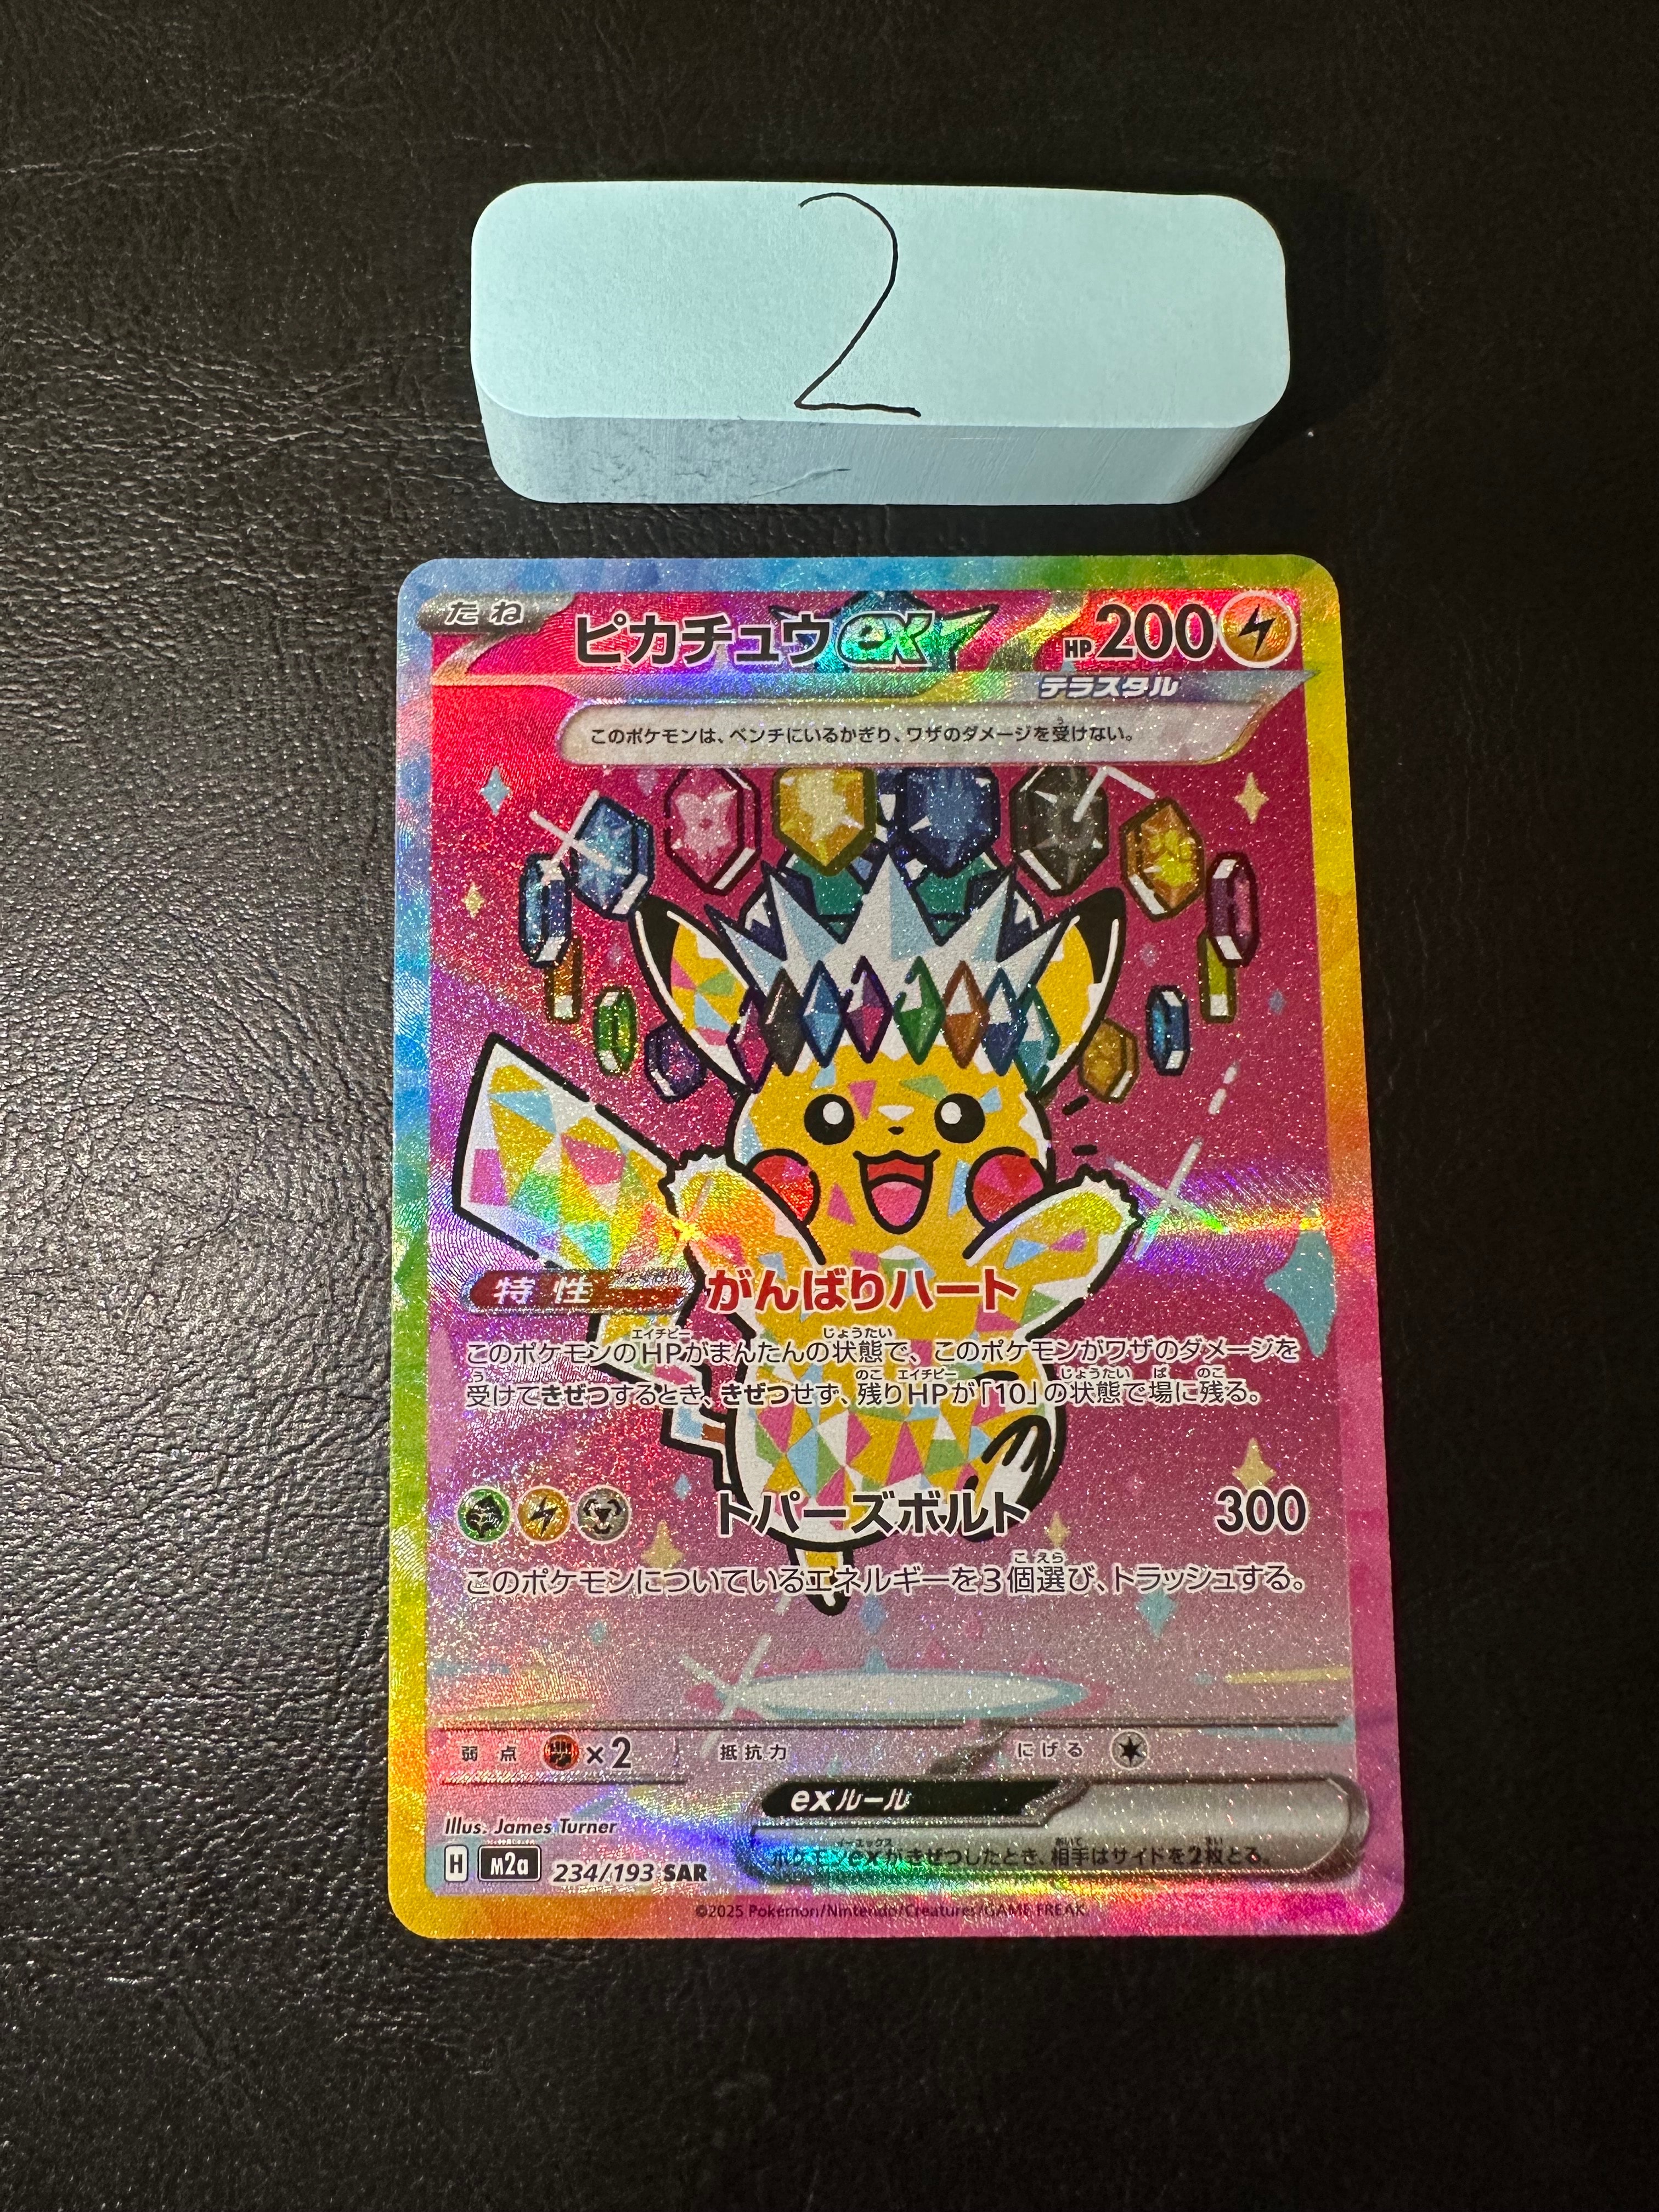 2
たね
ピカチュウex
HP200
テラスタル
このポケモンは、ベンチにいるかぎり、ワザのダメージを受けない。
特性 がんばりハート
このポケモンのHPがまんたんの状態で、このポケモンがワザのダメージを
受けてきぜつするとき、きぜつせず、残りHPが「10」の状態で場に残る。
トパーズボルト 300
このポケモンについているエネルギーを3個選び、トラッシュする。
弱点 ×2 抵抗力 にげる
exルール
ポケモンexがきぜつしたとき、相手はサイドを2枚とる。
Illus. James Turner
H m2a 234/193 SAR
©2025 Pokémon/Nintendo/Creatures/GAME FREAK.